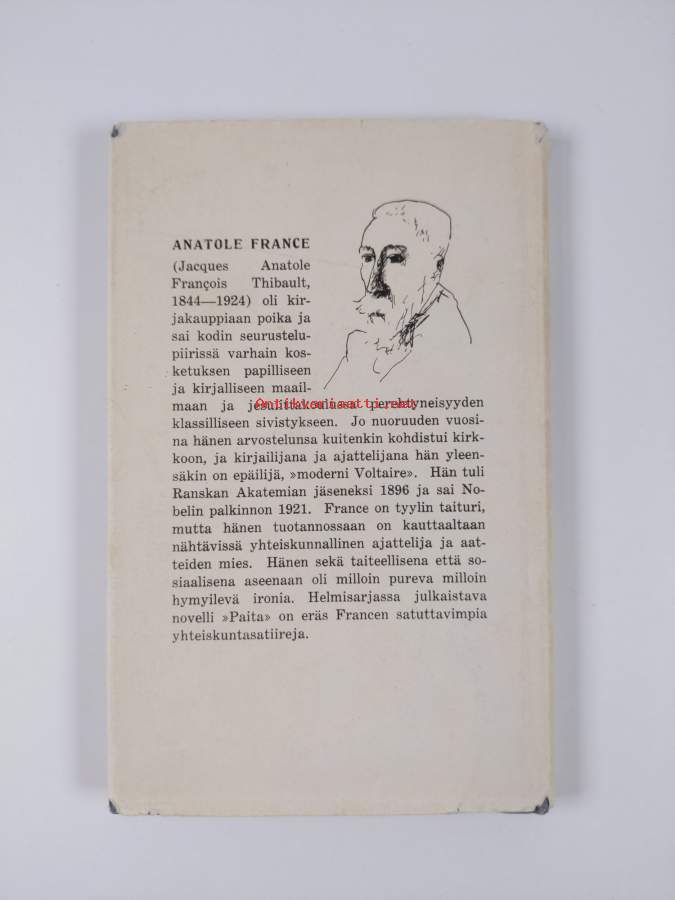 ANATOLE FRANCE
(Jacques Anatole
François Thibault,
1844—1924) oli kir-
jakauppiaan poika ja
sai kodin seurustelu-
piirissä varhain kos-
ketuksen papilliseen
ja kirjalliseen maail-
maan ja jesuiittakoulussa perehtyneisyyden
klassilliseen sivistykseen. Jo nuoruuden vuosi-
na hänen arvostelunsa kuitenkin kohdistui kirk-
koon, ja kirjailijana ja ajattelijana hän yleen-
säkin on epäilijä, »moderni Voltaire». Hän tuli
Ranskan Akatemian jäseneksi 1896 ja sai No-
belin palkinnon 1921. France on tyylin taituri,
mutta hänen tuotannossaan on kauttaaltaan
nähtävissä yhteiskunnallinen ajattelija ja aat-
teiden mies. Hänen sekä taiteellisena että so-
siaalisena aseenaan oli milloin pureva milloin
hymyilevä ironia. Helmisarjassa julkaistava
novelli »Paita» on eräs Francen satuttavimpia
yhteiskuntasatiireja.